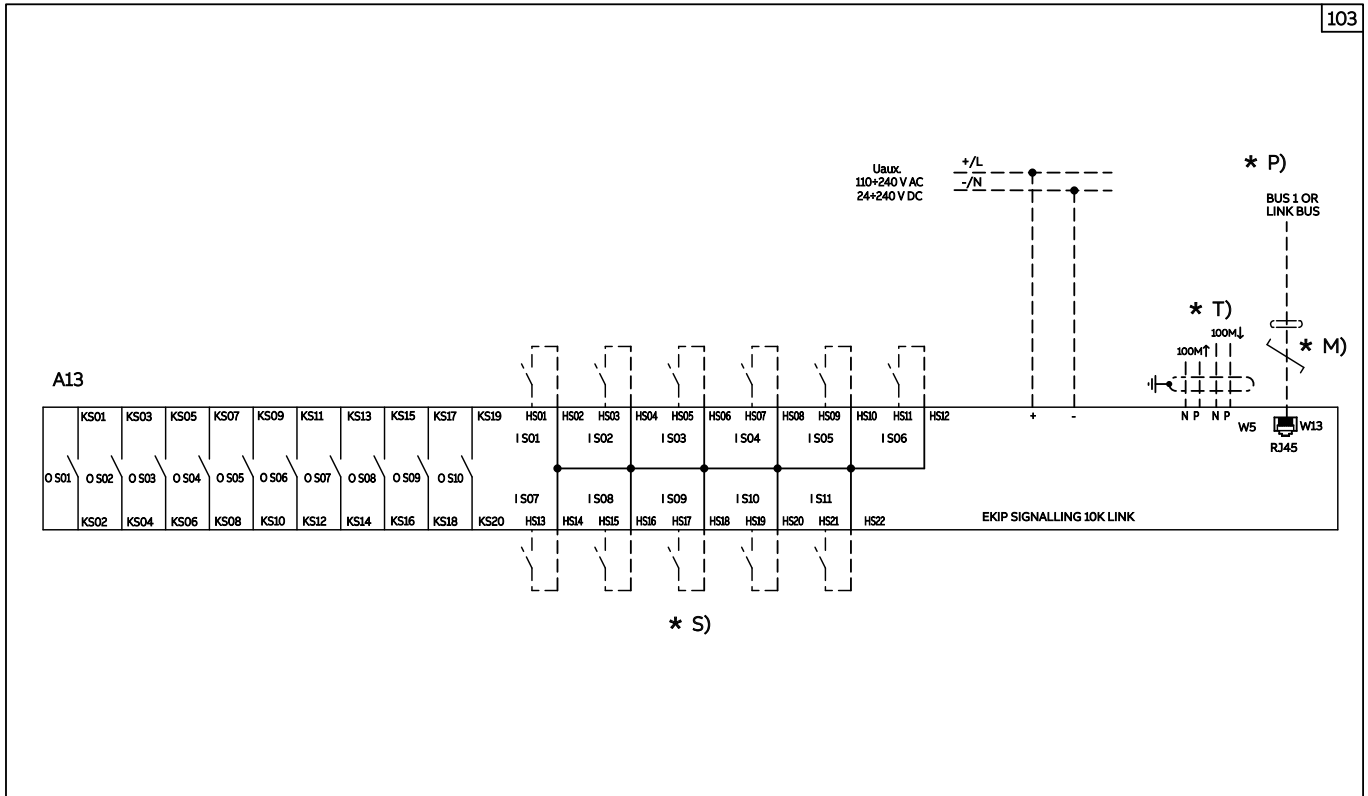 103
Uaux.
110÷240 V AC
24÷240 V DC
+/L
-/N
* P)
BUS 1 OR
LINK BUS
* T)
100M↑
100M↓
* M)
A13
KS01 KS03 KS05 KS07 KS09 KS11 KS13 KS15 KS17 KS19 HS01 HS02 HS03 HS04 HS05 HS06 HS07 HS08 HS09 HS10 HS11 HS12 + - N P N P
W5 W13
RJ45
I S01 I S02 I S03 I S04 I S05 I S06
O S01 O S02 O S03 O S04 O S05 O S06 O S07 O S08 O S09 O S10
I S07 I S08 I S09 I S10 I S11
KS02 KS04 KS06 KS08 KS10 KS12 KS14 KS16 KS18 KS20 HS13 HS14 HS15 HS16 HS17 HS18 HS19 HS20 HS21 HS22
EKIP SIGNALLING 10K LINK
* S)